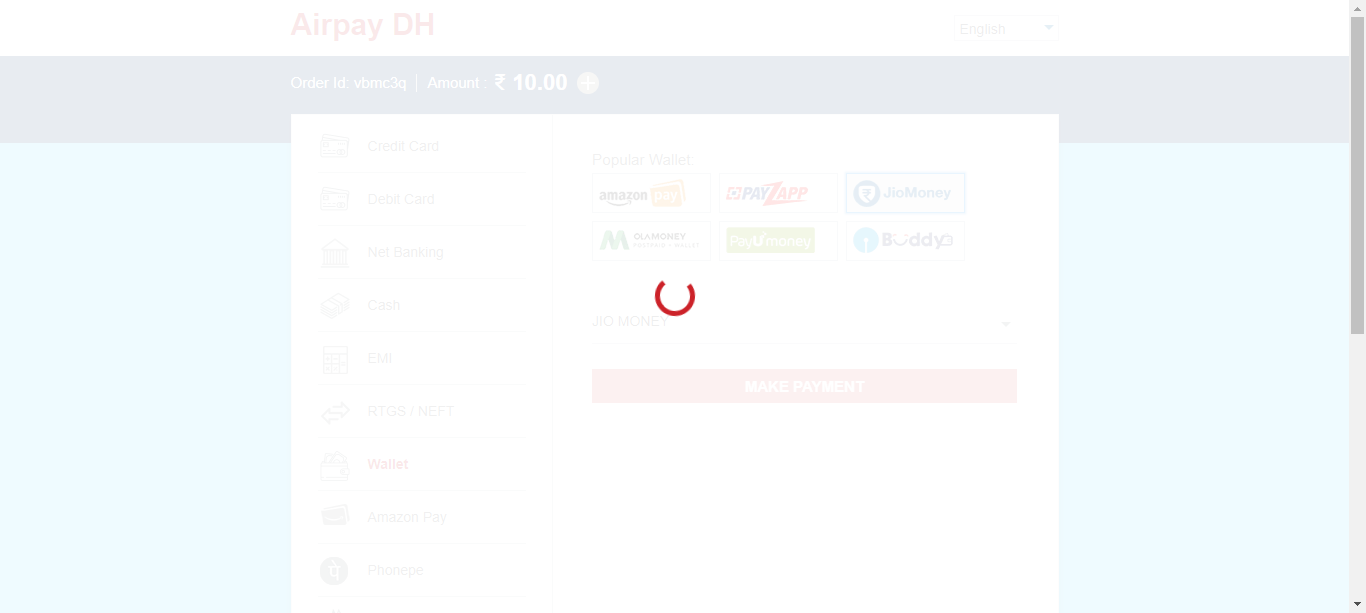 Airpay DH
English
Order Id: vbmc3q
Amount : ₹ 10.00
Credit Card
Debit Card
Net Banking
Cash
EMI
RTGS / NEFT
Wallet
Amazon Pay
Phonepe
Popular Wallet:
amazon pay
PAYZAPP
JioMoney
OLAMONEY
POSTPAID + WALLET
PayUmoney
Buddy
JIO MONEY
MAKE PAYMENT